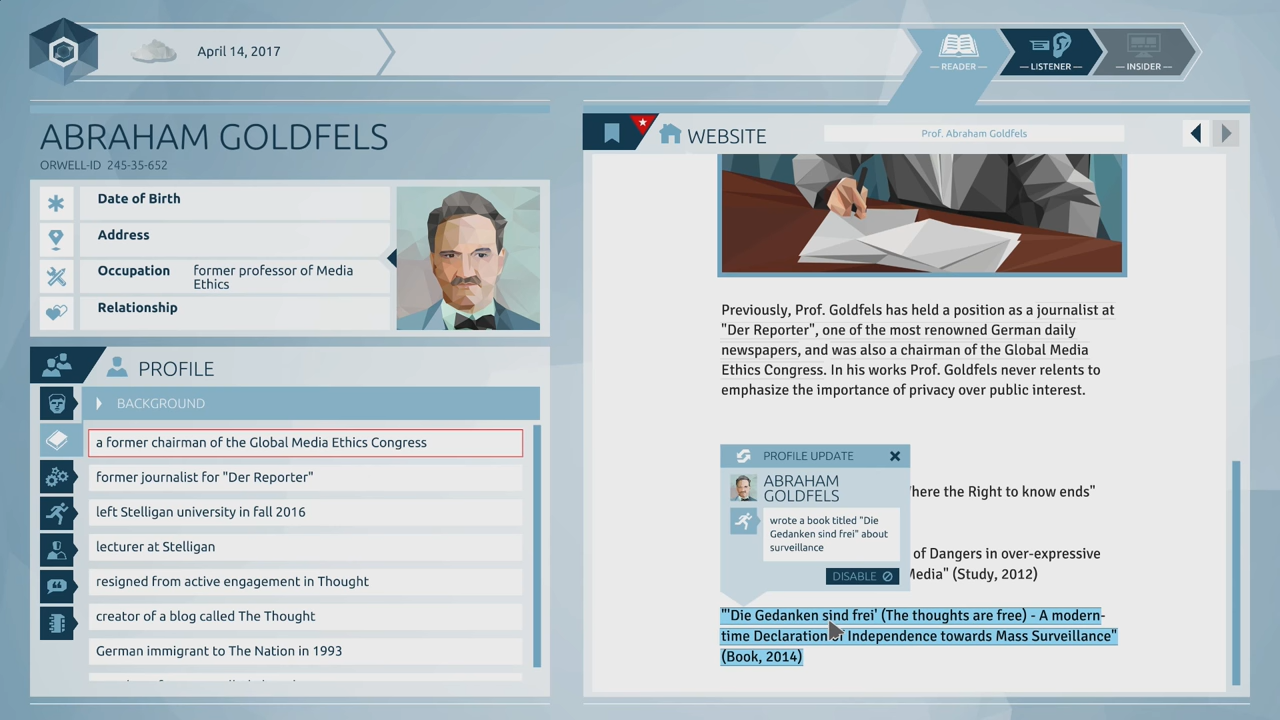 April 14, 2017
— READER —
— LISTENER —
— INSIDER —
ABRAHAM GOLDFELS
ORWELL-ID 245-35-652
Date of Birth
Address
Occupation former professor of Media
Ethics
Relationship
PROFILE
BACKGROUND
a former chairman of the Global Media Ethics Congress
former journalist for "Der Reporter"
left Stelligan university in fall 2016
lecturer at Stelligan
resigned from active engagement in Thought
creator of a blog called The Thought
German immigrant to The Nation in 1993
WEBSITE
Prof. Abraham Goldfels
Previously, Prof. Goldfels has held a position as a journalist at
"Der Reporter", one of the most renowned German daily
newspapers, and was also a chairman of the Global Media
Ethics Congress. In his works Prof. Goldfels never relents to
emphasize the importance of privacy over public interest.
PROFILE UPDATE
ABRAHAM
GOLDFELS
wrote a book titled "Die
Gedanken sind frei" about
surveillance
DISABLE
here the Right to know ends"
of Dangers in over-expressive
Media" (Study, 2012)
"'Die Gedanken sind frei' (The thoughts are free) - A modern-
time Declaration of Independence towards Mass Surveillance"
(Book, 2014)